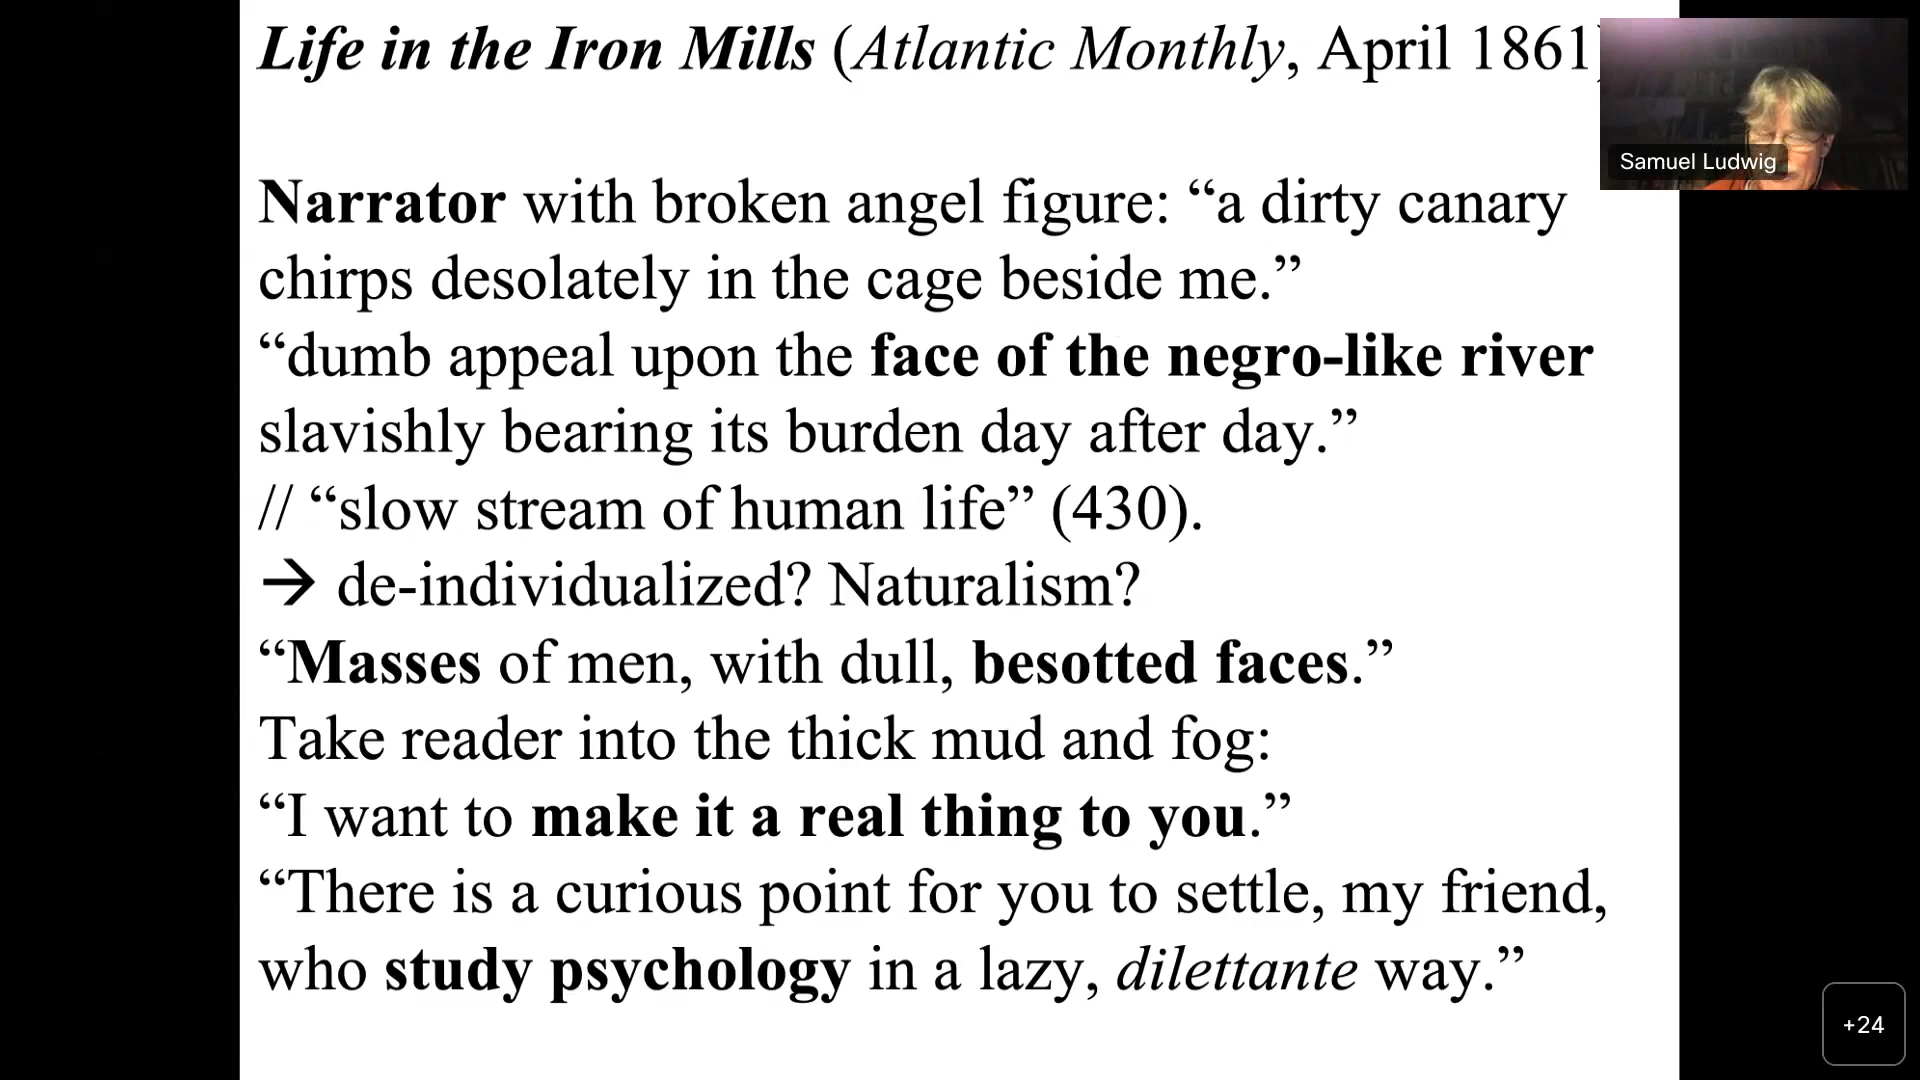 Life in the Iron Mills (Atlantic Monthly, April 1861)
Samuel Ludwig
Narrator with broken angel figure: “a dirty canary
chirps desolately in the cage beside me.”
“dumb appeal upon the face of the negro-like river
slavishly bearing its burden day after day.”
// “slow stream of human life” (430).
→ de-individualized? Naturalism?
“Masses of men, with dull, besotted faces.”
Take reader into the thick mud and fog:
“I want to make it a real thing to you.”
“There is a curious point for you to settle, my friend,
who study psychology in a lazy, dilettante way.”
+24